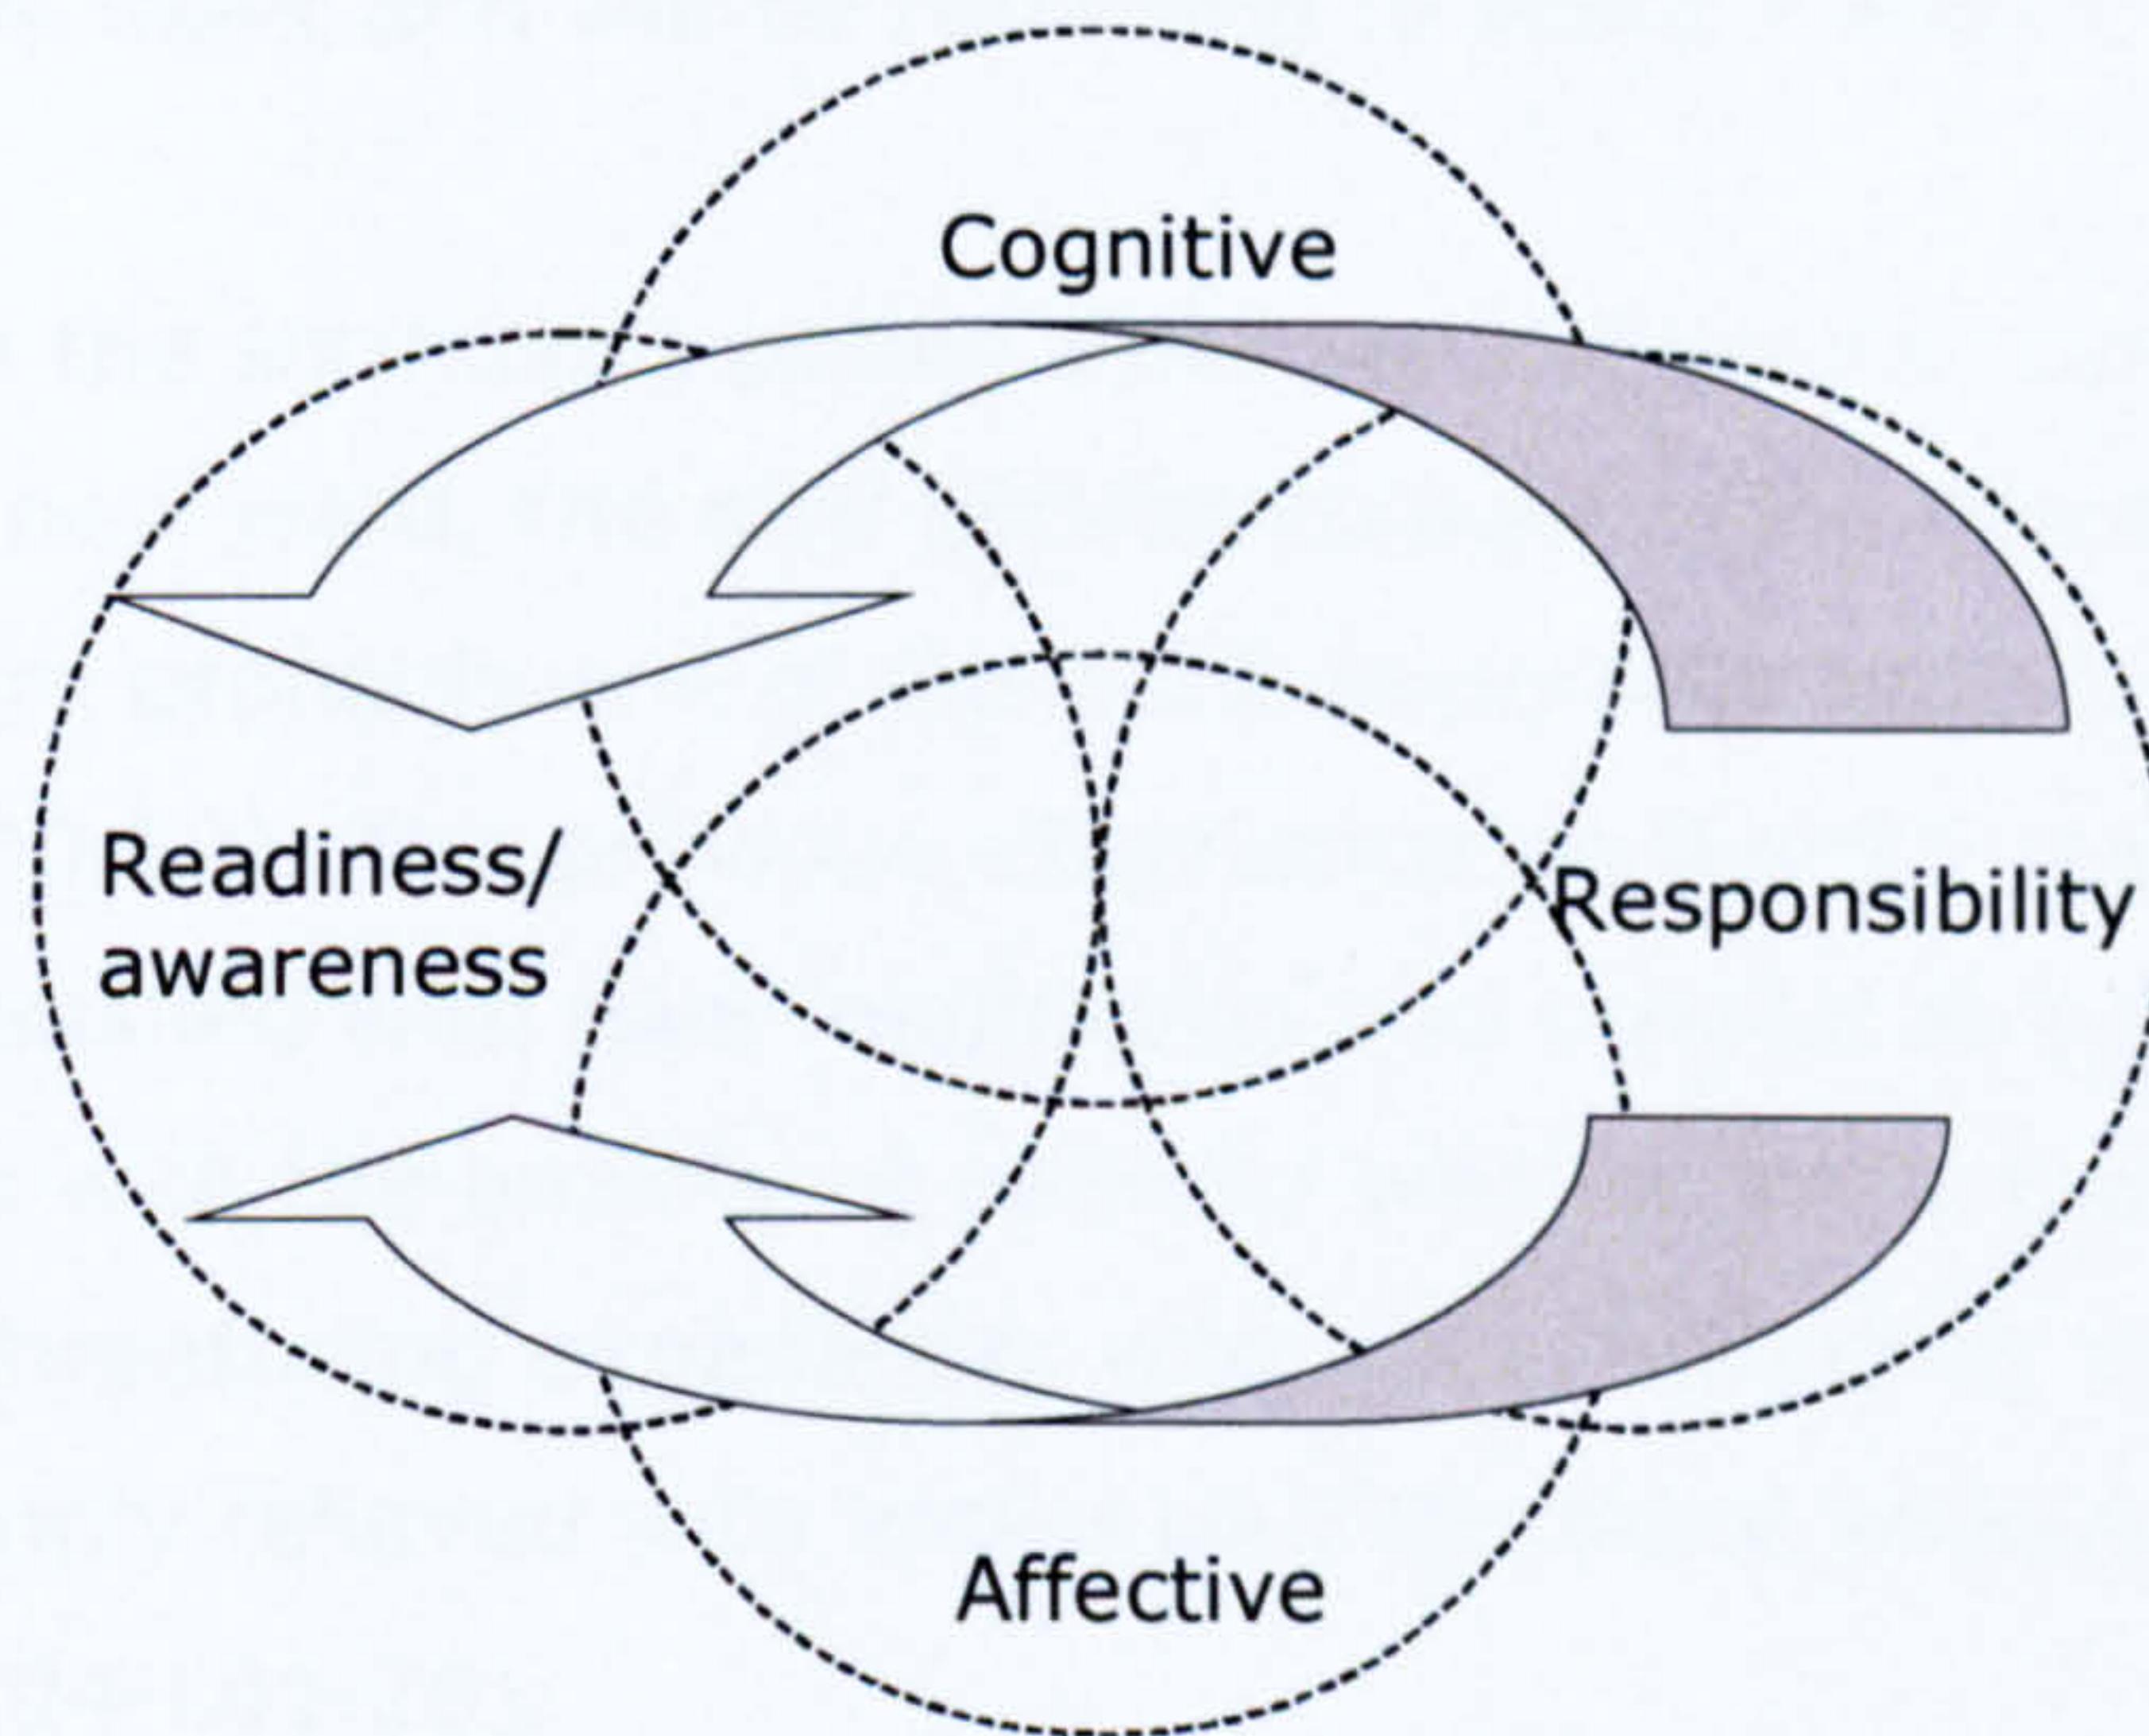 Cognitive
Readiness/
awareness
Responsibility
Affective